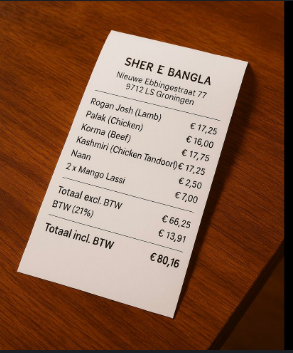 SHER E BANGLA
Nieuwe Ebbingestraat 77
9712 LS Groningen
Rogan Josh (Lamb) € 17,25
Palak (Chicken) € 16,00
Korma (Beef) € 17,75
Kashmiri (Chicken Tandoori) € 17,25
Naan € 2,50
2 x Mango Lassi € 7,00
Totaal excl. BTW € 66,25
BTW (21%) € 13,91
Totaal incl. BTW € 80,16